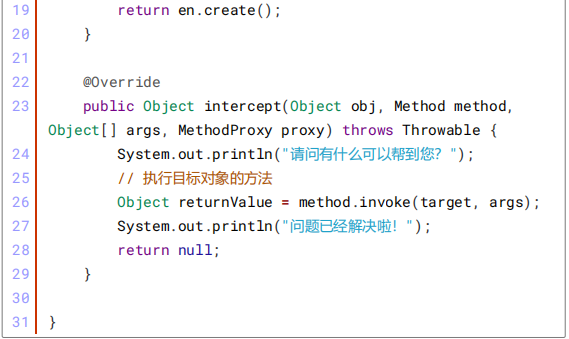 19 return en.create();
20 }
21
22 @Override
23 public Object intercept(Object obj, Method method,
Object[] args, MethodProxy proxy) throws Throwable {
24 System.out.println("请问有什么可以帮到您？");
25 // 执行目标对象的方法
26 Object returnValue = method.invoke(target, args);
27 System.out.println("问题已经解决啦！");
28 return null;
29 }
30
31 }